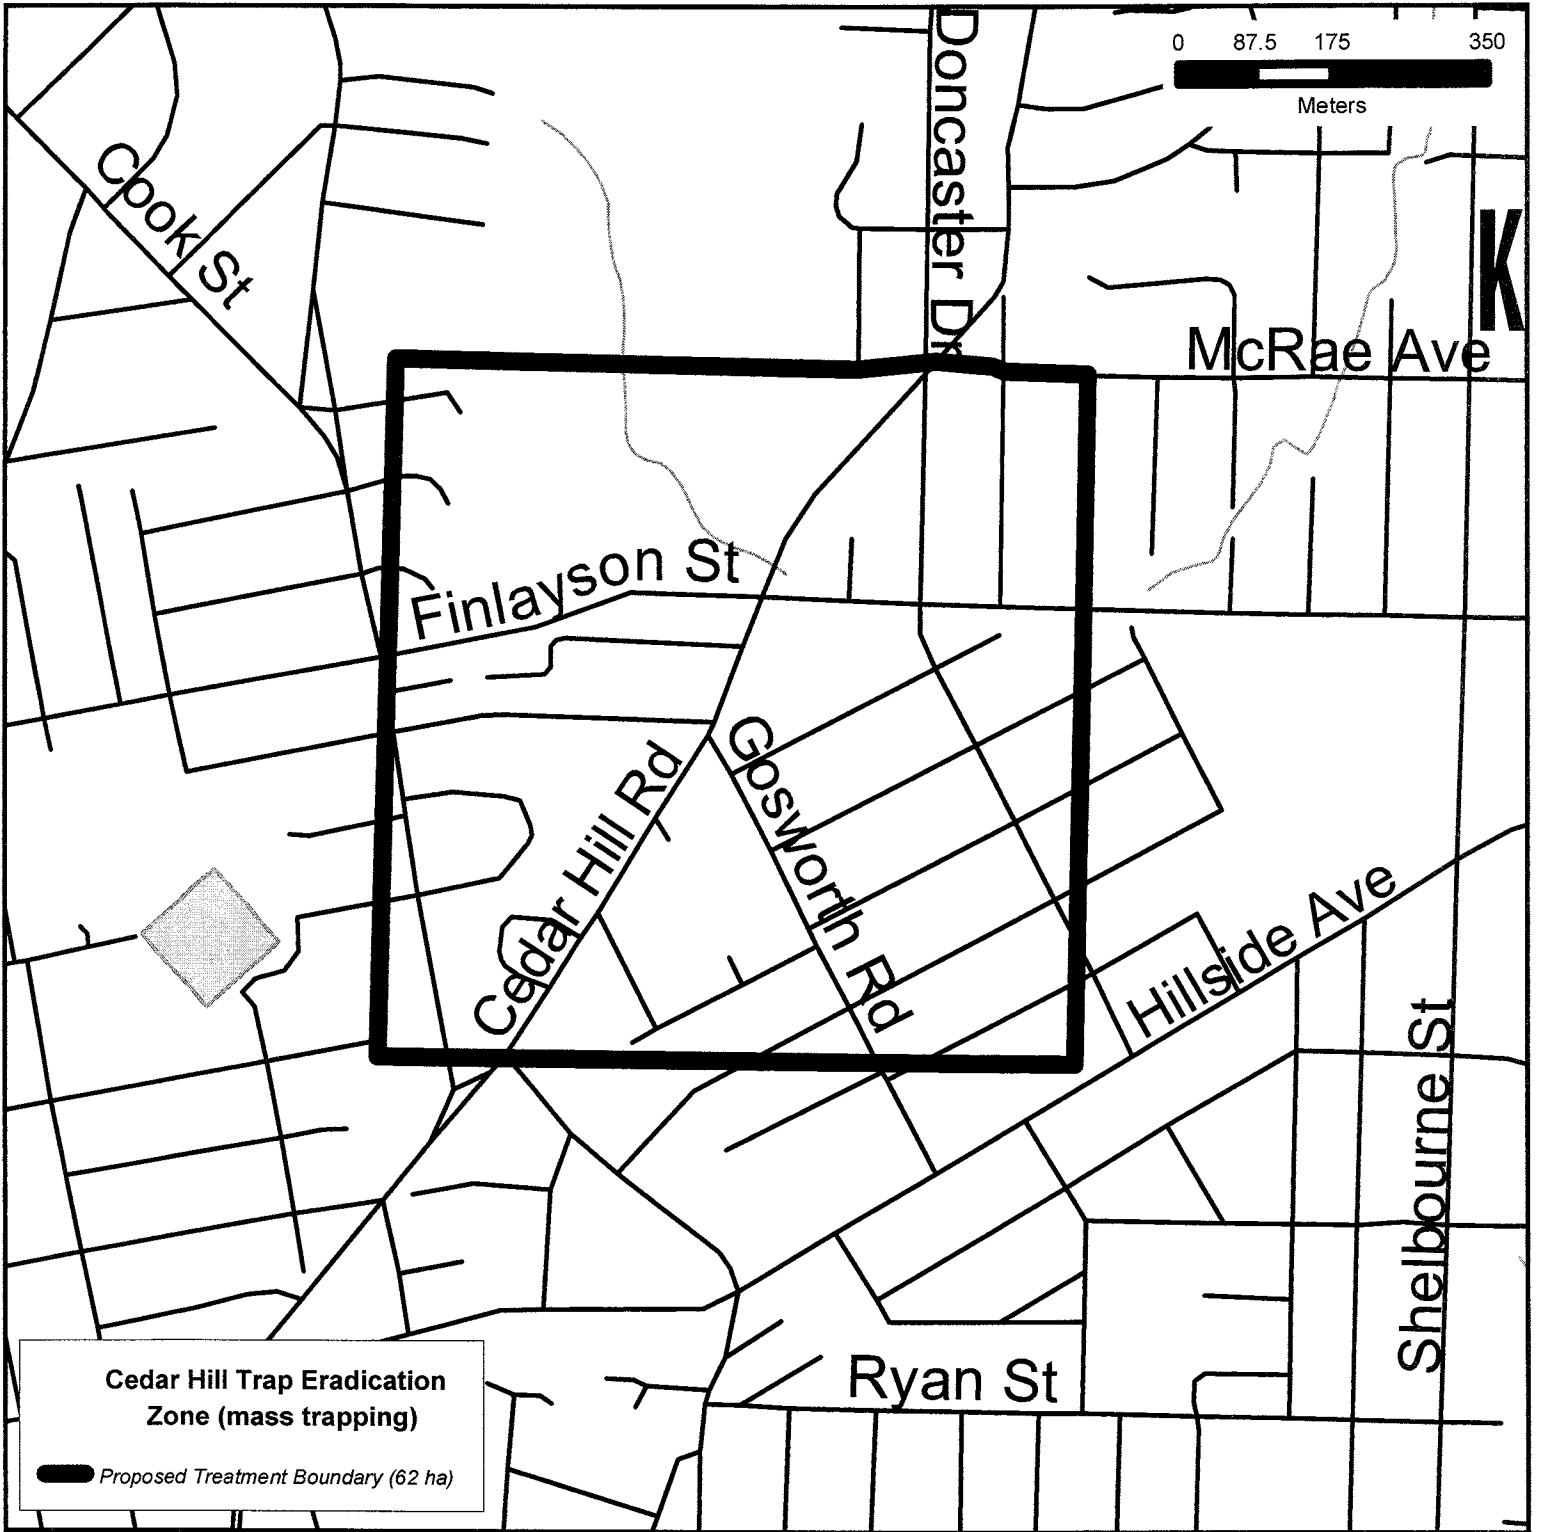 0 87.5 175 350
Meters
Doncaster Dr
Cook St
K
McRae Ave
Finlayson St
Cedar Hill Rd
Gosworth Rd
Hillside Ave
Shelbourne St
Ryan St
Cedar Hill Trap Eradication
Zone (mass trapping)
Proposed Treatment Boundary (62 ha)